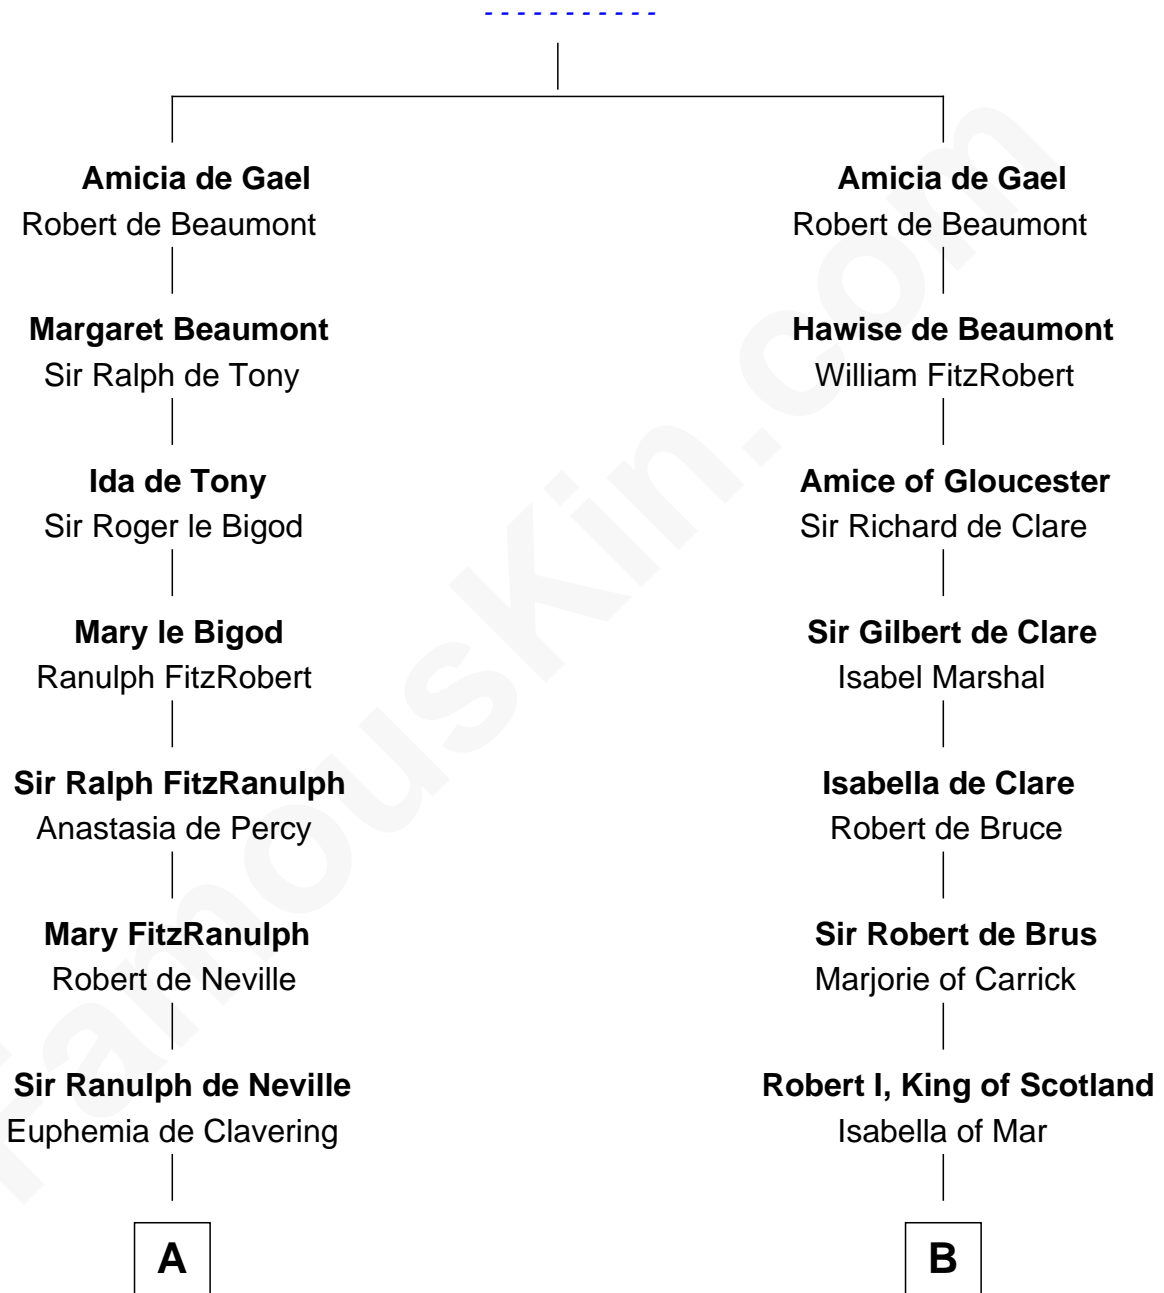 - - - - - - - - - - -
Amicia de Gael
Robert de Beaumont
Margaret Beaumont
Sir Ralph de Tony
Ida de Tony
Sir Roger le Bigod
Mary le Bigod
Ranulph FitzRobert
Sir Ralph FitzRanulph
Anastasia de Percy
Mary FitzRanulph
Robert de Neville
Sir Ranulph de Neville
Euphemia de Clavering
A
Amicia de Gael
Robert de Beaumont
Hawise de Beaumont
William FitzRobert
Amice of Gloucester
Sir Richard de Clare
Sir Gilbert de Clare
Isabel Marshal
Isabella de Clare
Robert de Bruce
Sir Robert de Brus
Marjorie of Carrick
Robert I, King of Scotland
Isabella of Mar
B
FamousKin.com